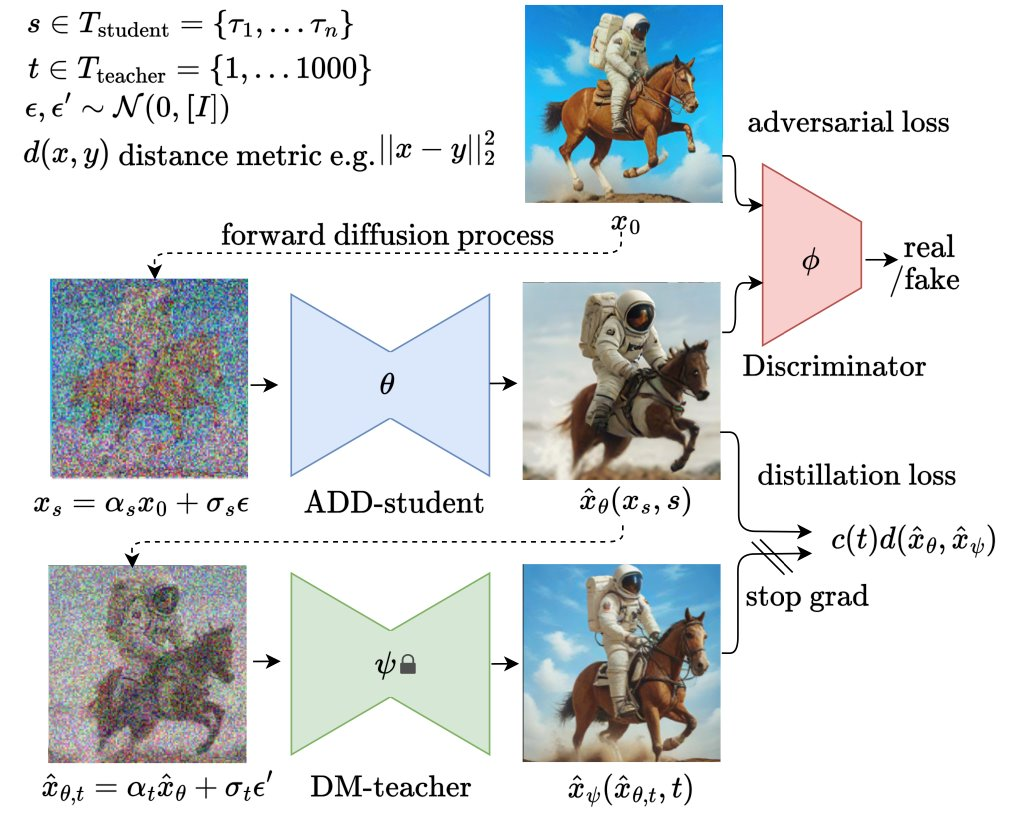 s ∈ T_student = {τ_1, … τ_n}
t ∈ T_teacher = {1, … 1000}
ϵ, ϵ′ ∼ 𝒩(0, [I])
d(x, y) distance metric e.g. ||x − y||_2^2
adversarial loss
x_0
forward diffusion process
ϕ
real
/fake
Discriminator
θ
x_s = α_s x_0 + σ_s ϵ
ADD-student
x̂_θ(x_s, s)
distillation loss
c(t)d(x̂_θ, x̂_ψ)
stop grad
ψ
x̂_θ,t = α_t x̂_θ + σ_t ϵ′
DM-teacher
x̂_ψ(x̂_θ,t, t)